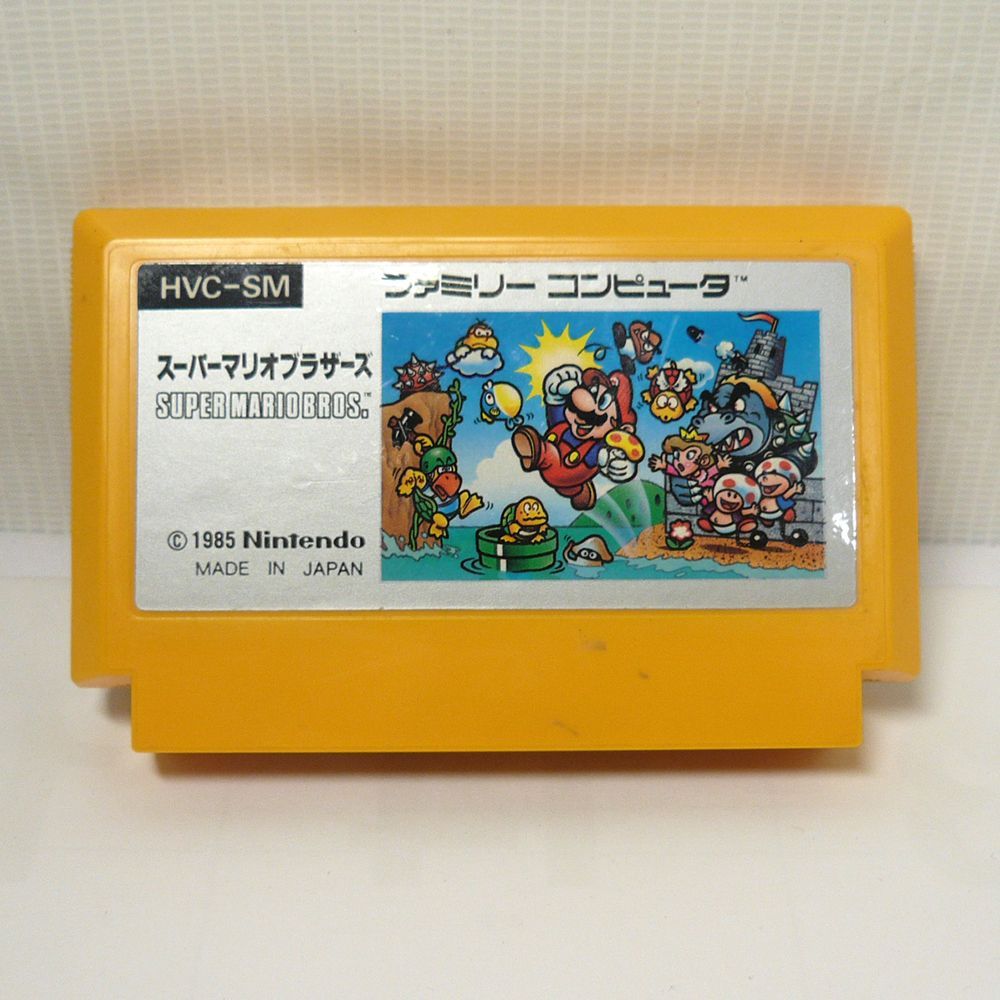 HVC-SM
ファミリー コンピュータ™
スーパーマリオブラザーズ
SUPER MARIO BROS.™
© 1985 Nintendo
MADE IN JAPAN